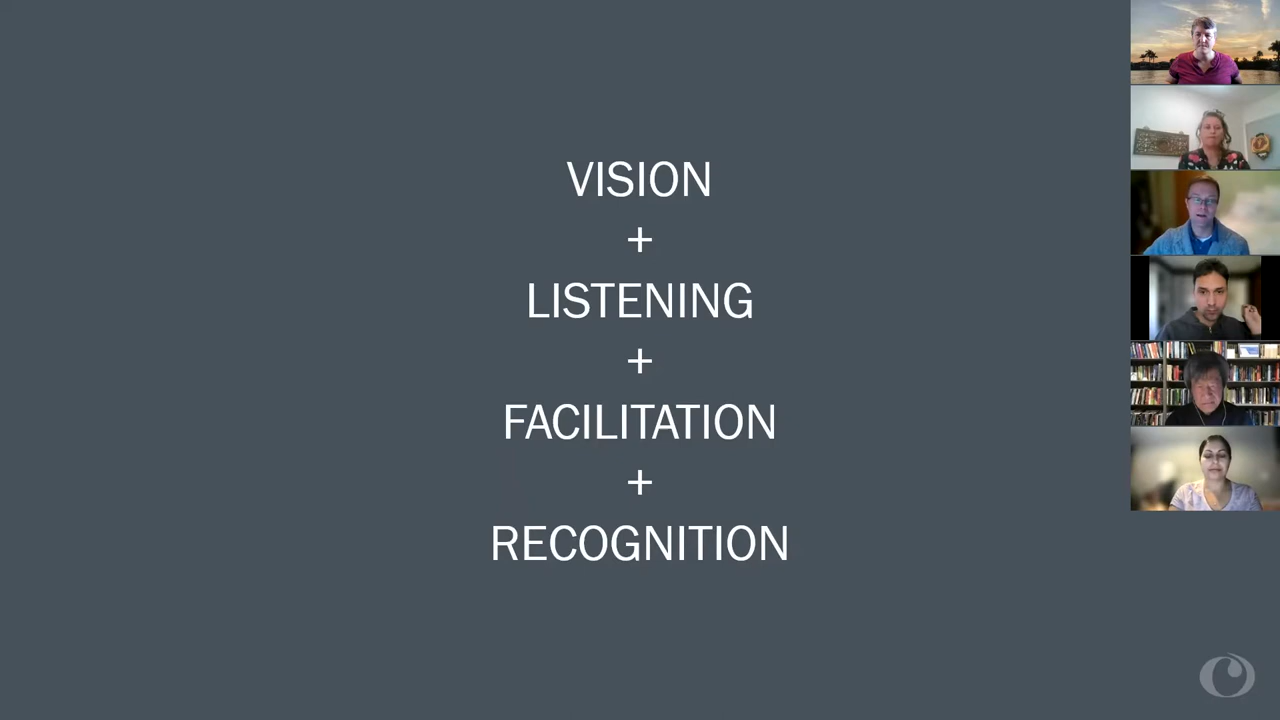 VISION
+
LISTENING
+
FACILITATION
+
RECOGNITION